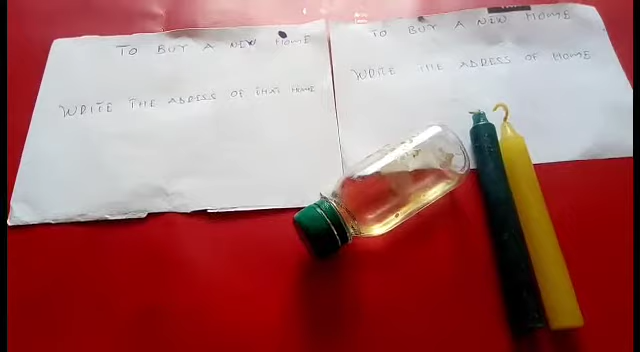 TO BUY A NEW HOME
WRITE THE ADRESS OF THAT HOME
TO BUY A NEW HOME
WRITE THE ADRESS OF HOME